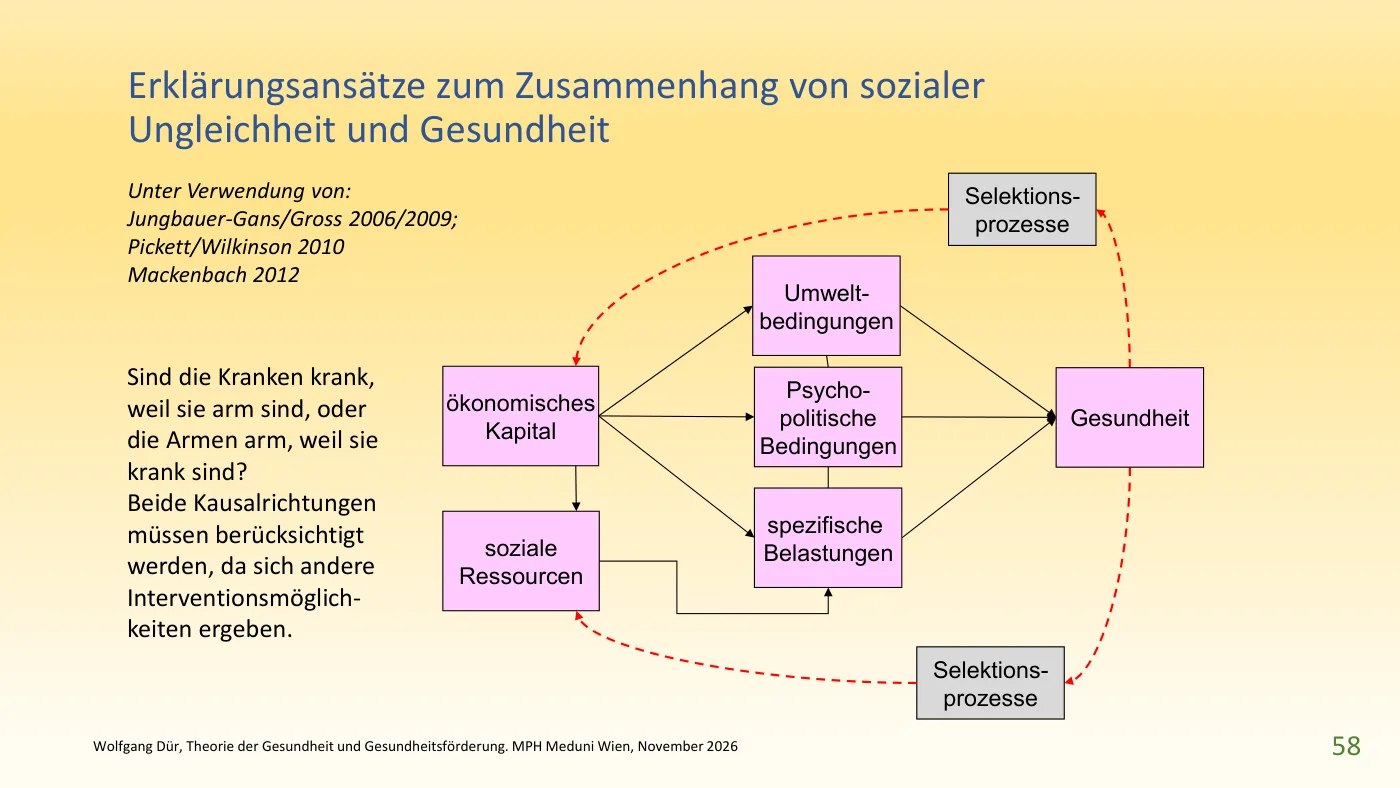 Erklärungsansätze zum Zusammenhang von sozialer
Ungleichheit und Gesundheit
Unter Verwendung von:
Jungbauer-Gans/Gross 2006/2009;
Pickett/Wilkinson 2010
Mackenbach 2012
Sind die Kranken krank,
weil sie arm sind, oder
die Armen arm, weil sie
krank sind?
Beide Kausalrichtungen
müssen berücksichtigt
werden, da sich andere
Interventionsmöglich-
keiten ergeben.
Selektions-
prozesse
Umwelt-
bedingungen
ökonomisches
Kapital
Psycho-
politische
Bedingungen
Gesundheit
soziale
Ressourcen
spezifische
Belastungen
Selektions-
prozesse
Wolfgang Dür, Theorie der Gesundheit und Gesundheitsförderung. MPH Meduni Wien, November 2026
58